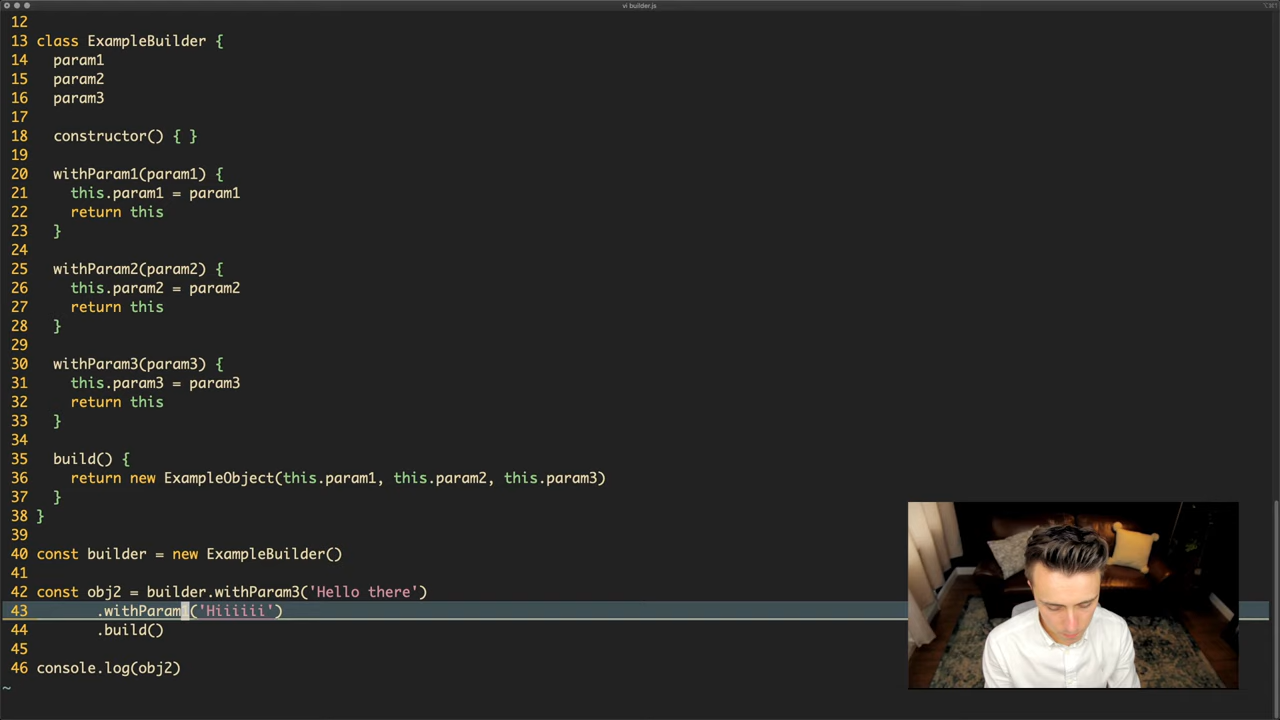 vi builder.js
12
13 class ExampleBuilder {
14   param1
15   param2
16   param3
17
18   constructor() { }
19
20   withParam1(param1) {
21     this.param1 = param1
22     return this
23   }
24
25   withParam2(param2) {
26     this.param2 = param2
27     return this
28   }
29
30   withParam3(param3) {
31     this.param3 = param3
32     return this
33   }
34
35   build() {
36     return new ExampleObject(this.param1, this.param2, this.param3)
37   }
38 }
39
40 const builder = new ExampleBuilder()
41
42 const obj2 = builder.withParam3('Hello there')
43        .withParam1('Hiiiiii')
44        .build()
45
46 console.log(obj2)
~